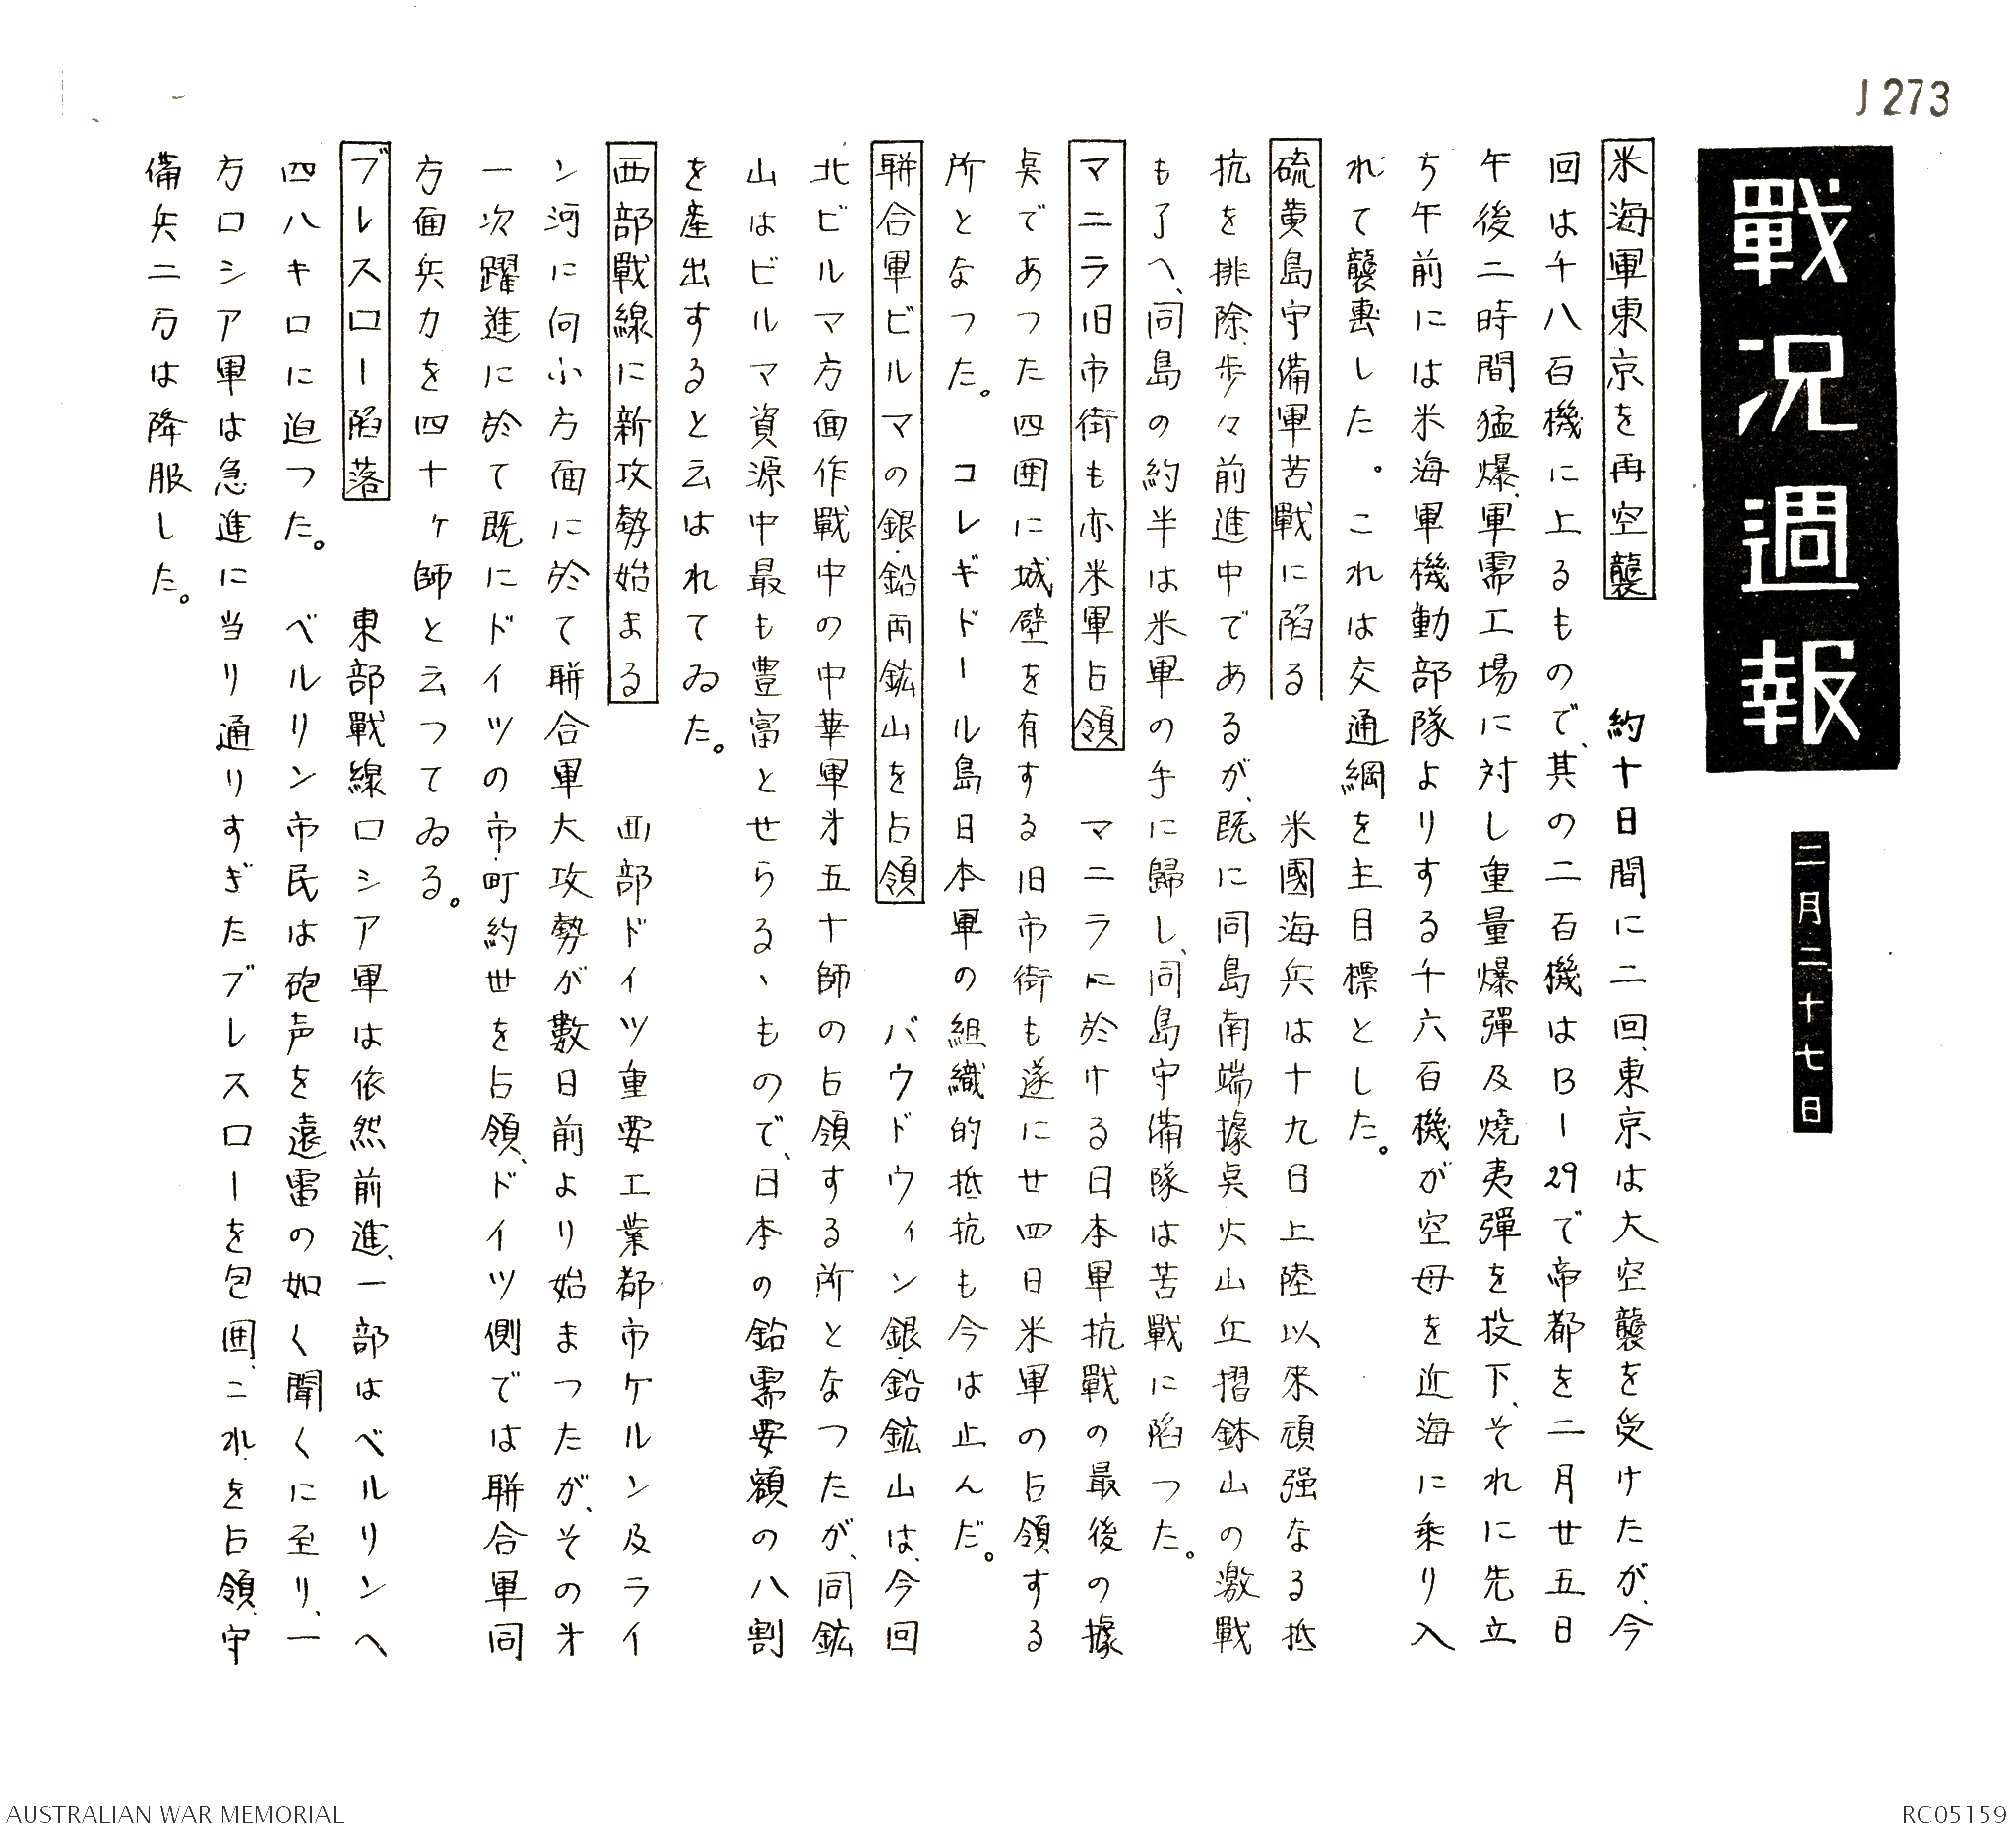 J273
戰況週報
二月二十七日
米海軍東京を再空襲 約十日間に二回、東京は大空襲を受けたが、今
回は千八百機に上るもので、其の二百機はB-29で帝都を二月廿五日
午後二時間猛爆、軍需工場に対し重量爆彈及燒夷彈を投下、それに先立
ち午前には米海軍機動部隊よりする千六百機が空母を近海に乘り入
れて襲轟した。これは交通綱を主目標とした。
硫黄島守備軍苦戰に陷る 米國海兵は十九日上陸以來頑强なる抵
抗を排除、歩々前進中であるが、既に同島南端據点火山丘摺鉢山の激戰
も了へ、同島の約半は米軍の手に歸し、同島守備隊は苦戰に陷つた。
マニラ旧市街も亦米軍占領 マニラに於ける日本軍抗戰の最後の據
点であつた四囲に城壁を有する旧市街も遂に廿四日米軍の占領する
所となつた。 コレギドール島日本軍の組織的抵抗も今は止んだ。
聨合軍ビルマの銀・鉛両鉱山を占領 バウドウィン銀・鉛鉱山は、今回
北ビルマ方面作戰中の中華軍㐧五十師の占領する所となつたが、同鉱
山はビルマ資源中最も豊富とせらるゝもので、日本の鉛需要額の八割
を産出すると云はれてゐた。
西部戰線に新攻勢始まる 西部ドイツ重要工業都市ケルン及ライ
ン河に向ふ方面に於て聨合軍大攻勢が數日前より始まつたが、その㐧
一次躍進に於て既にドイツの市・町約廿を占領、ドイツ側では聨合軍同
方面兵力を四十ヶ師と云つてゐる。
ブレスロー陷落 東部戰線ロシア軍は依然前進、一部はベルリンへ
四八キロに迫つた。 ベルリン市民は砲声を遠雷の如く聞くに至り、一
方ロシア軍は急進に当り通りすぎたブレスローを包囲、これを占領、守
備兵二万は降服した。
AUSTRALIAN WAR MEMORIAL
RC05159